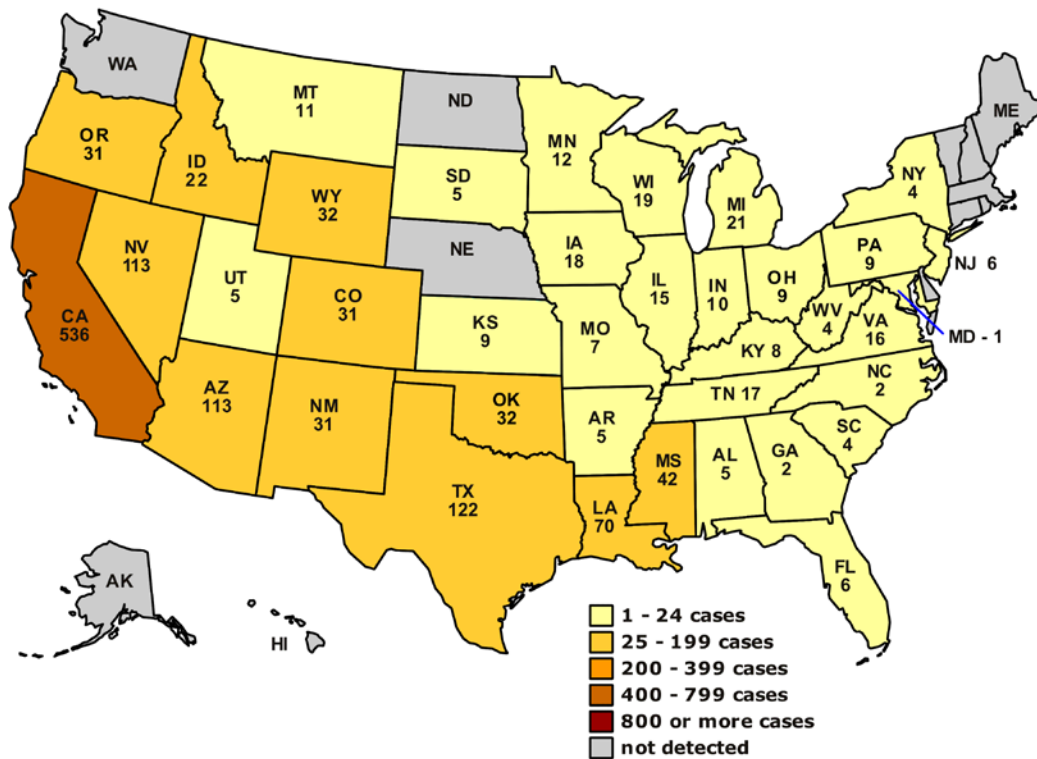 WA
MT
11
ND
ME
OR
31
ID
22
MN
12
SD
5
WI
19
MI
21
NY
4
WY
32
NV
113
UT
5
NE
IA
18
PA
9
NJ 6
CA
536
CO
31
KS
9
IL
15
IN
10
OH
9
WV
4
VA
16
MD - 1
MO
7
KY 8
AZ
113
NM
31
OK
32
AR
5
TN 17
NC
2
SC
4
MS
42
AL
5
GA
2
TX
122
LA
70
FL
6
AK
HI
1 - 24 cases
25 - 199 cases
200 - 399 cases
400 - 799 cases
800 or more cases
not detected